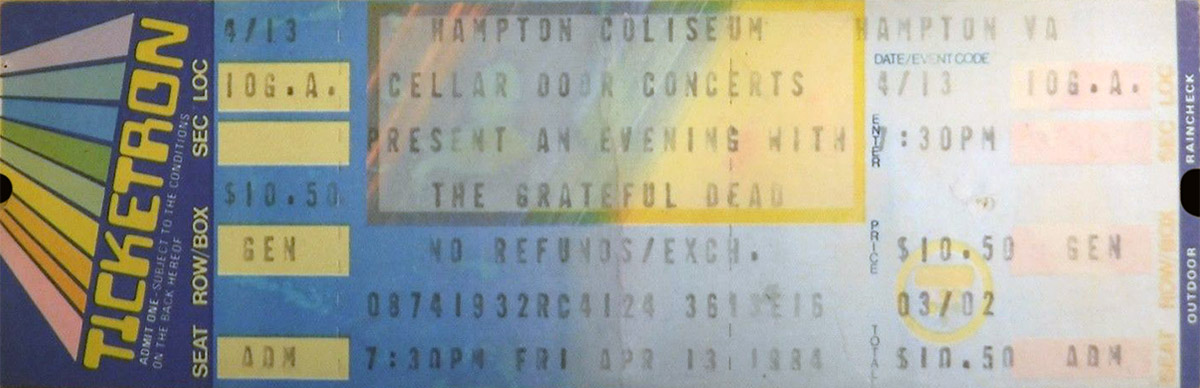 TICKETRON
ADMIT ONE-SUBJECT TO THE CONDITIONS
ON THE BACK HEREOF
SEAT ROW/BOX SEC LOC
4/13
10G.A.
$10.50
GEN
ADM
HAMPTON COLISEUM
CELLAR DOOR CONCERTS
PRESENT AN EVENING WITH
THE GRATEFUL DEAD
NO REFUNDS/EXCH.
7:30PM FRI APR 13 1984
HAMPTON VA
DATE/EVENT CODE
4/13
ENTER
7:30PM
PRICE
$10.50
03/02
TOTAL
$10.50
10G.A.
GEN
ADM
SEAT ROW/BOX SEC LOC
OUTDOOR RAINCHECK